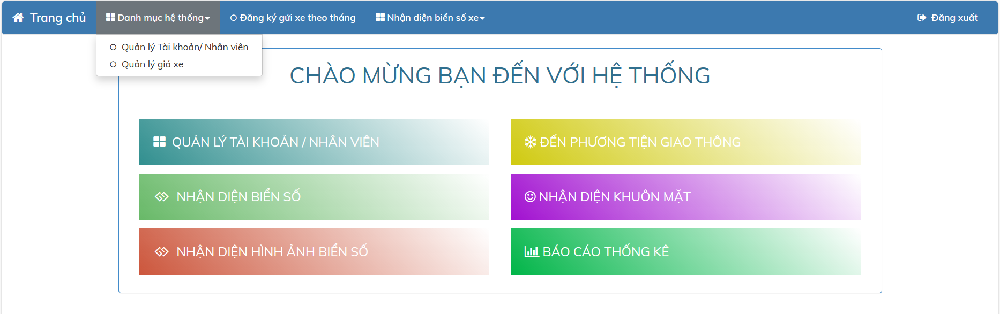 Trang chủ
Danh mục hệ thống
Đăng ký gửi xe theo tháng
Nhận diện biển số xe
Đăng xuất
Quản lý Tài khoản/ Nhân viên
Quản lý giá xe
CHÀO MỪNG BẠN ĐẾN VỚI HỆ THỐNG
QUẢN LÝ TÀI KHOẢN / NHÂN VIÊN
ĐẾN PHƯƠNG TIỆN GIAO THÔNG
NHẬN DIỆN BIỂN SỐ
NHẬN DIỆN KHUÔN MẶT
NHẬN DIỆN HÌNH ẢNH BIỂN SỐ
BÁO CÁO THỐNG KÊ